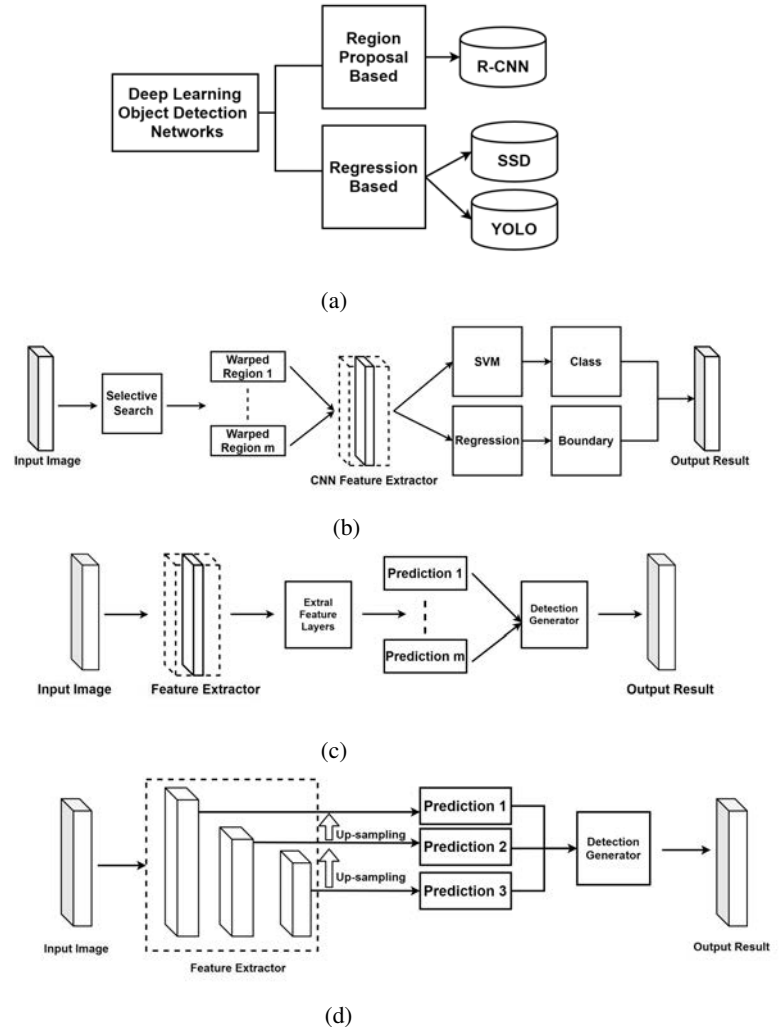 Region
Proposal
Based
R-CNN
Deep Learning
Object Detection
Networks
SSD
Regression
Based
YOLO
(a)
Input Image
Selective
Search
Warped
Region 1
Warped
Region m
CNN Feature Extractor
SVM
Class
Regression
Boundary
Output Result
(b)
Input Image
Feature Extractor
Extral
Feature
Layers
Prediction 1
Prediction m
Detection
Generator
Output Result
(c)
Input Image
Feature Extractor
Up-sampling
Up-sampling
Prediction 1
Prediction 2
Prediction 3
Detection
Generator
Output Result
(d)